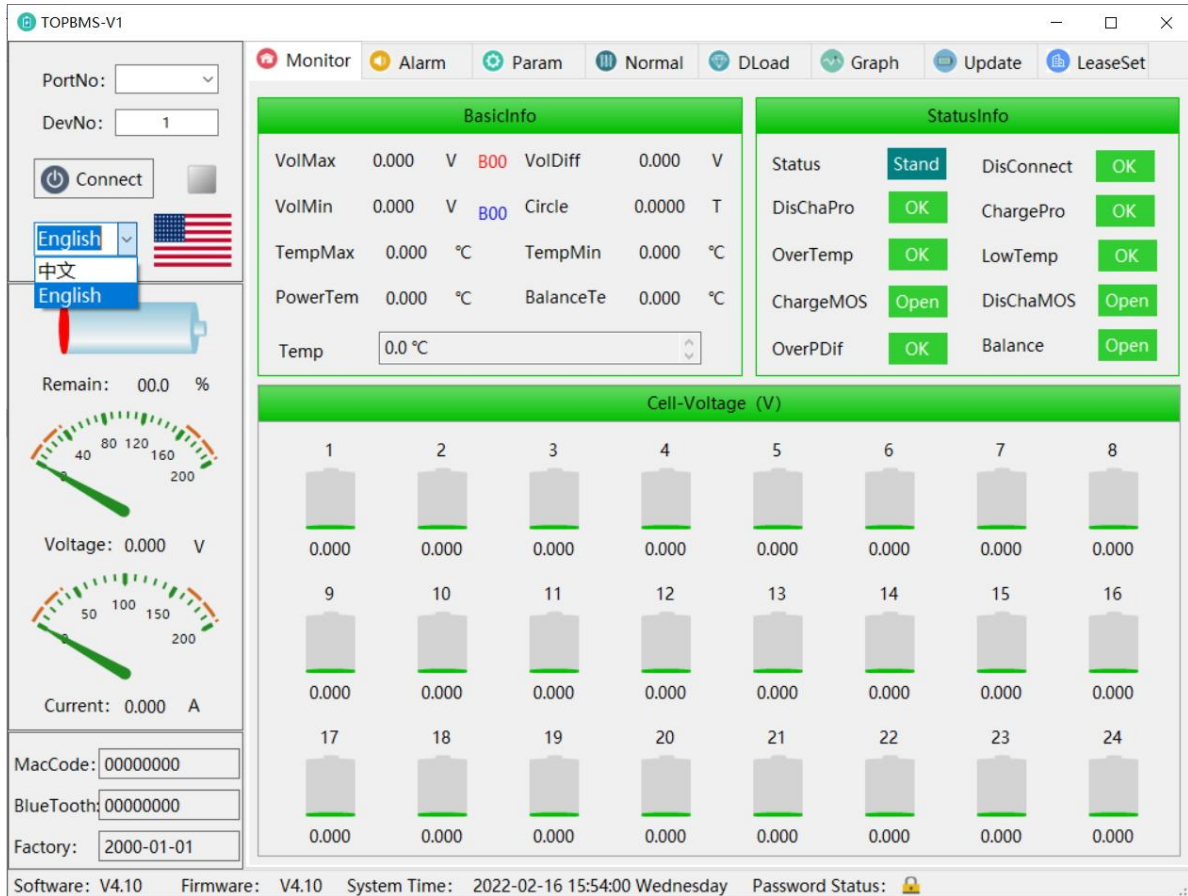 TOPBMS-V1
PortNo:
DevNo: 1
Connect
English
中文
English
Remain: 00.0 %
40 80 120 160 200
Voltage: 0.000 V
50 100 150 200
Current: 0.000 A
MacCode: 00000000
BlueTooth: 00000000
Factory: 2000-01-01
Monitor Alarm Param Normal DLoad Graph Update LeaseSet
BasicInfo
VolMax 0.000 V B00 VolDiff 0.000 V
VolMin 0.000 V B00 Circle 0.0000 T
TempMax 0.000 ℃ TempMin 0.000 ℃
PowerTem 0.000 ℃ BalanceTe 0.000 ℃
Temp 0.0 ℃
StatusInfo
Status Stand DisConnect OK
DisChaPro OK ChargePro OK
OverTemp OK LowTemp OK
ChargeMOS Open DisChaMOS Open
OverPDif OK Balance Open
Cell-Voltage (V)
1 2 3 4 5 6 7 8
0.000 0.000 0.000 0.000 0.000 0.000 0.000 0.000
9 10 11 12 13 14 15 16
0.000 0.000 0.000 0.000 0.000 0.000 0.000 0.000
17 18 19 20 21 22 23 24
0.000 0.000 0.000 0.000 0.000 0.000 0.000 0.000
Software: V4.10 Firmware: V4.10 System Time: 2022-02-16 15:54:00 Wednesday Password Status: